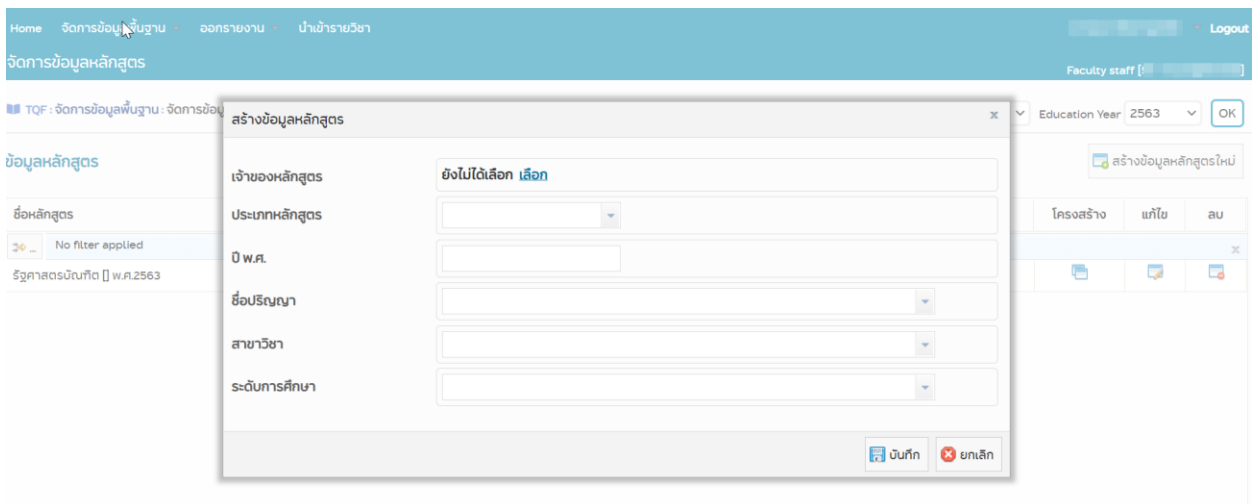 Home จัดการข้อมูลพื้นฐาน ออกรายงาน นำเข้ารายวิชา Logout
จัดการข้อมูลหลักสูตร Faculty staff [ ]
TQF : จัดการข้อมูลพื้นฐาน : จัดการข้อมู Education Year 2563 OK
สร้างข้อมูลหลักสูตร
ข้อมูลหลักสูตร สร้างข้อมูลหลักสูตรใหม่
เจ้าของหลักสูตร ยังไม่ได้เลือก เลือก
ชื่อหลักสูตร โครงสร้าง แก้ไข ลบ
ประเภทหลักสูตร
No filter applied
ปี พ.ศ.
รัฐศาสตรบัณฑิต [] พ.ศ.2563
ชื่อปริญญา
สาขาวิชา
ระดับการศึกษา
บันทึก ยกเลิก